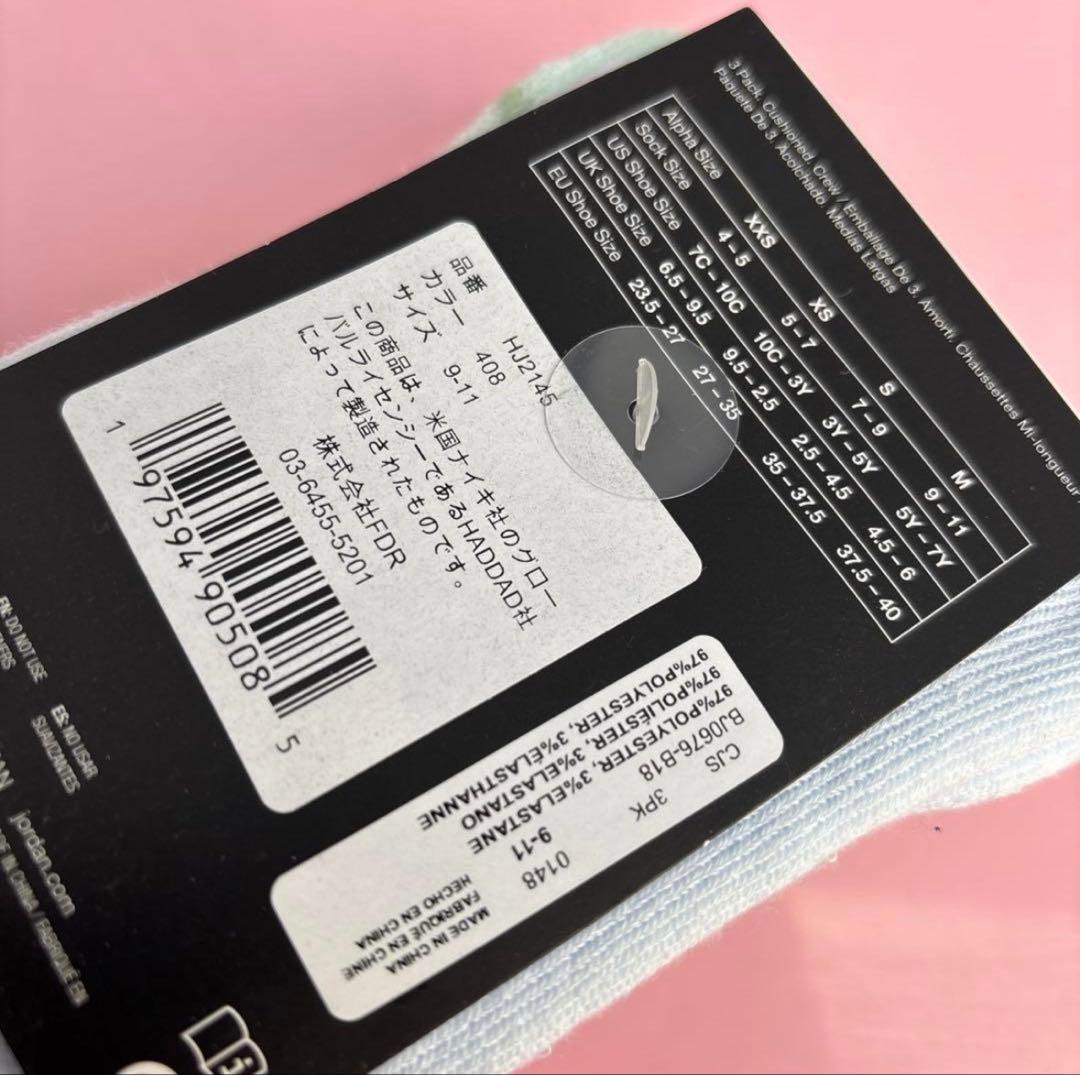 3 Pack, Cushioned, Crew / Emballage De 3, Amorti, Chaussettes Mi-longueur
Paquete De 3, Acolchado, Medias Largas
Alpha Size XXS XS S M
Sock Size 4 - 5 5 - 7 7 - 9 9 - 11
US Shoe Size 7C - 10C 10C - 3Y 3Y - 5Y 5Y - 7Y
UK Shoe Size 6.5 - 9.5 9.5 - 2.5 2.5 - 4.5 4.5 - 6
EU Shoe Size 23.5 - 27 27 - 35 35 - 37.5 37.5 - 40
品番 HJ2145
カラー 408
サイズ 9-11
この商品は、米国ナイキ社のグロー
バルライセンシーであるHADDAD社
によって製造されたものです。
株式会社FDR
03-6455-5201
1 97594 90508 5
CJS
BJ0676-B18 3PK 0148
97%POLYESTER, 3%ELASTANE 9-11
97%POLIÉSTER, 3%ELASTANO
97%POLYESTER, 3%ÉLASTHANNE
MADE IN CHINA
FABRIQUÉ EN CHINE
HECHO EN CHINA
EN: DO NOT USE
ES: NO USAR
SUAVIZANTES
jordan.com